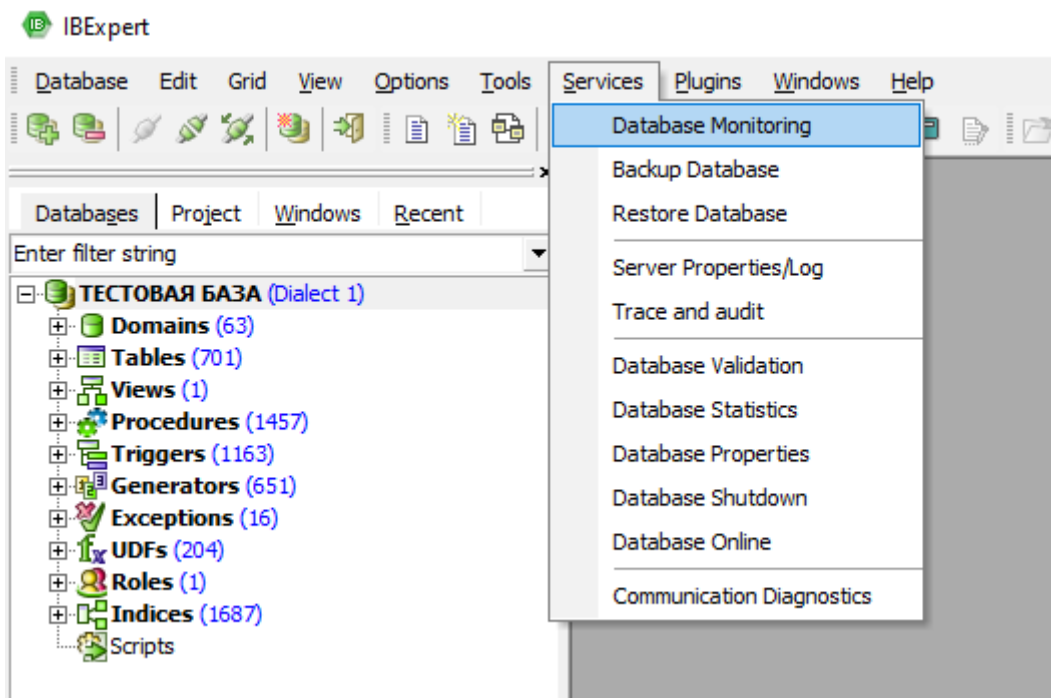 IBExpert
Database Edit Grid View Options Tools Services Plugins Windows Help
Databases Project Windows Recent
Enter filter string
ТЕСТОВАЯ БАЗА (Dialect 1)
Domains (63)
Tables (701)
Views (1)
Procedures (1457)
Triggers (1163)
Generators (651)
Exceptions (16)
UDFs (204)
Roles (1)
Indices (1687)
Scripts
Database Monitoring
Backup Database
Restore Database
Server Properties/Log
Trace and audit
Database Validation
Database Statistics
Database Properties
Database Shutdown
Database Online
Communication Diagnostics